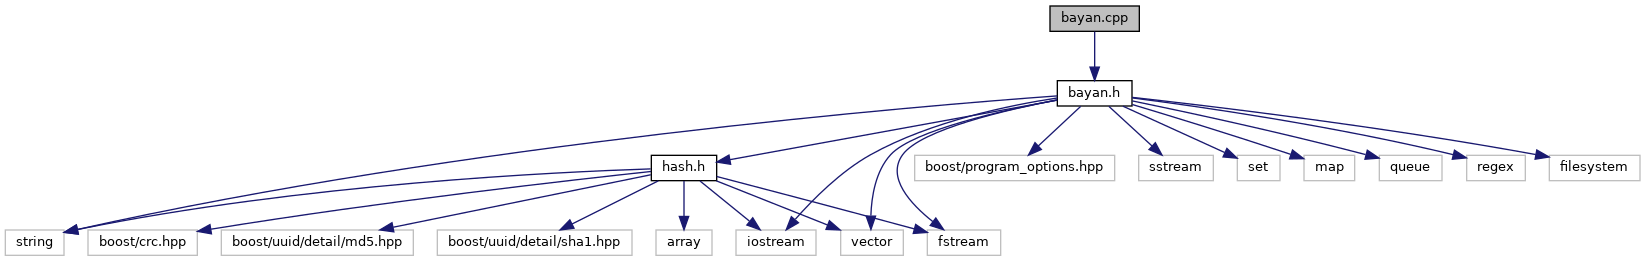 bayan.cpp
bayan.h
hash.h
boost/program_options.hpp
sstream
set
map
queue
regex
filesystem
string
boost/crc.hpp
boost/uuid/detail/md5.hpp
boost/uuid/detail/sha1.hpp
array
iostream
vector
fstream